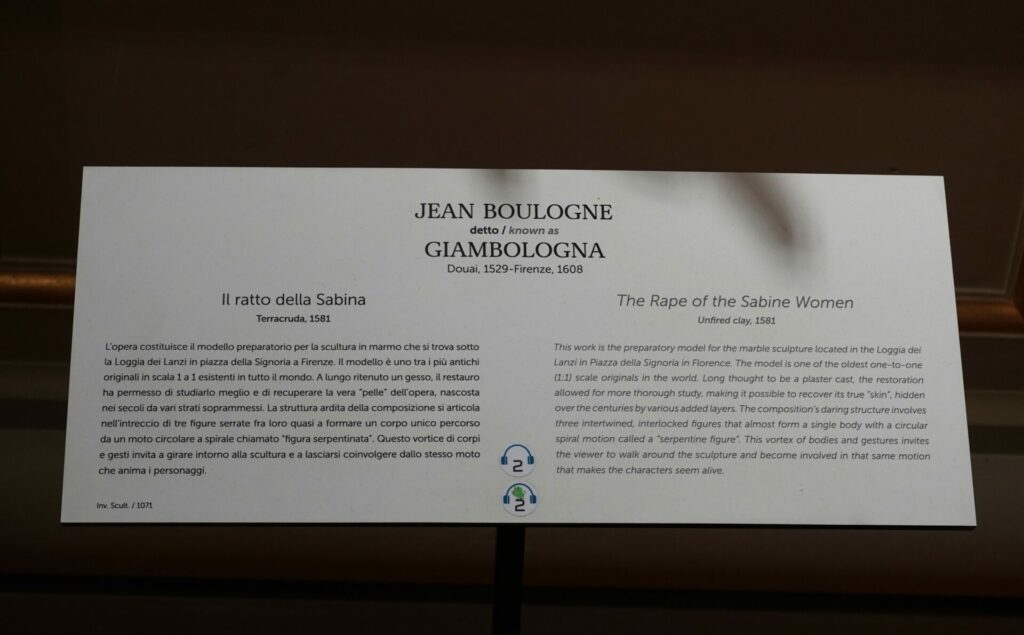 JEAN BOULOGNE
detto / known as
GIAMBOLOGNA
Douai, 1529-Firenze, 1608
Il ratto della Sabina
Terracruda, 1581
L'opera costituisce il modello preparatorio per la scultura in marmo che si trova sotto
la Loggia dei Lanzi in piazza della Signoria a Firenze. Il modello è uno tra i più antichi
originali in scala 1 a 1 esistenti in tutto il mondo. A lungo ritenuto un gesso, il restauro
ha permesso di studiarlo meglio e di recuperare la vera "pelle" dell'opera, nascosta
nei secoli da vari strati soprammessi. La struttura ardita della composizione si articola
nell'intreccio di tre figure serrate fra loro quasi a formare un corpo unico percorso
da un moto circolare a spirale chiamato "figura serpentinata". Questo vortice di corpi
e gesti invita a girare intorno alla scultura e a lasciarsi coinvolgere dallo stesso moto
che anima i personaggi.
Inv. Scult. / 1071
The Rape of the Sabine Women
Unfired clay, 1581
This work is the preparatory model for the marble sculpture located in the Loggia dei
Lanzi in Piazza della Signoria in Florence. The model is one of the oldest one-to-one
(1:1) scale originals in the world. Long thought to be a plaster cast, the restoration
allowed for more thorough study, making it possible to recover its true "skin", hidden
over the centuries by various added layers. The composition's daring structure involves
three intertwined, interlocked figures that almost form a single body with a circular
spiral motion called a "serpentine figure". This vortex of bodies and gestures invites
the viewer to walk around the sculpture and become involved in that same motion
that makes the characters seem alive.
2
2